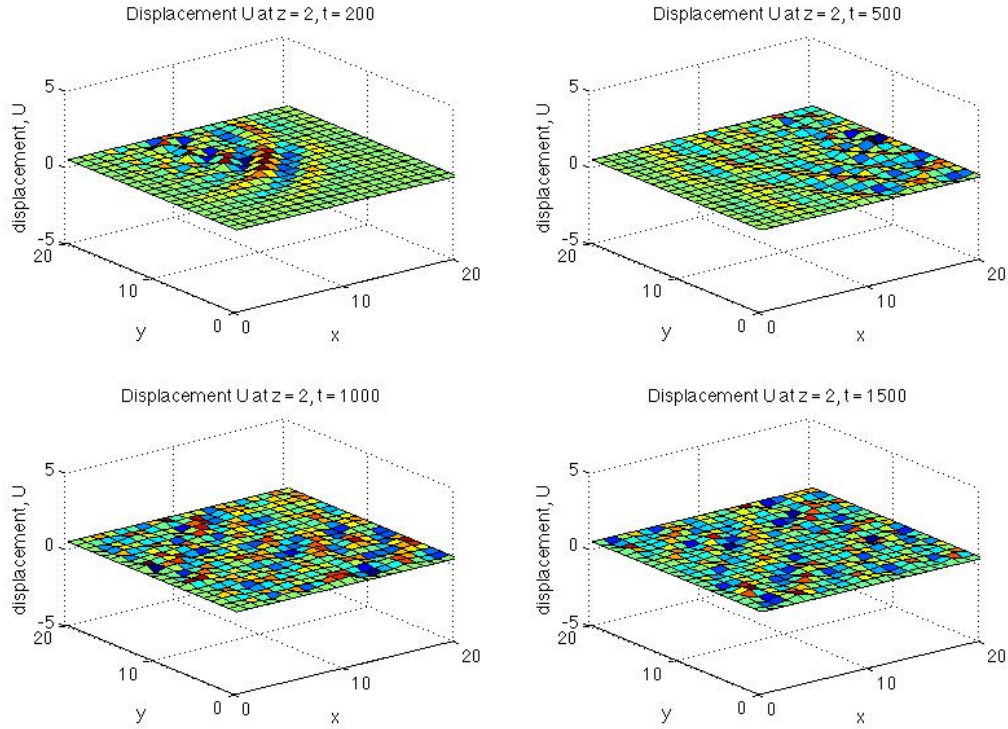 Displacement U at z = 2, t = 200
displacement, U
5
0
-5
20
10
0
y
0
10
20
x
Displacement U at z = 2, t = 500
displacement, U
5
0
-5
20
10
0
y
0
10
20
x
Displacement U at z = 2, t = 1000
displacement, U
5
0
-5
20
10
0
y
0
10
20
x
Displacement U at z = 2, t = 1500
displacement, U
5
0
-5
20
10
0
y
0
10
20
x